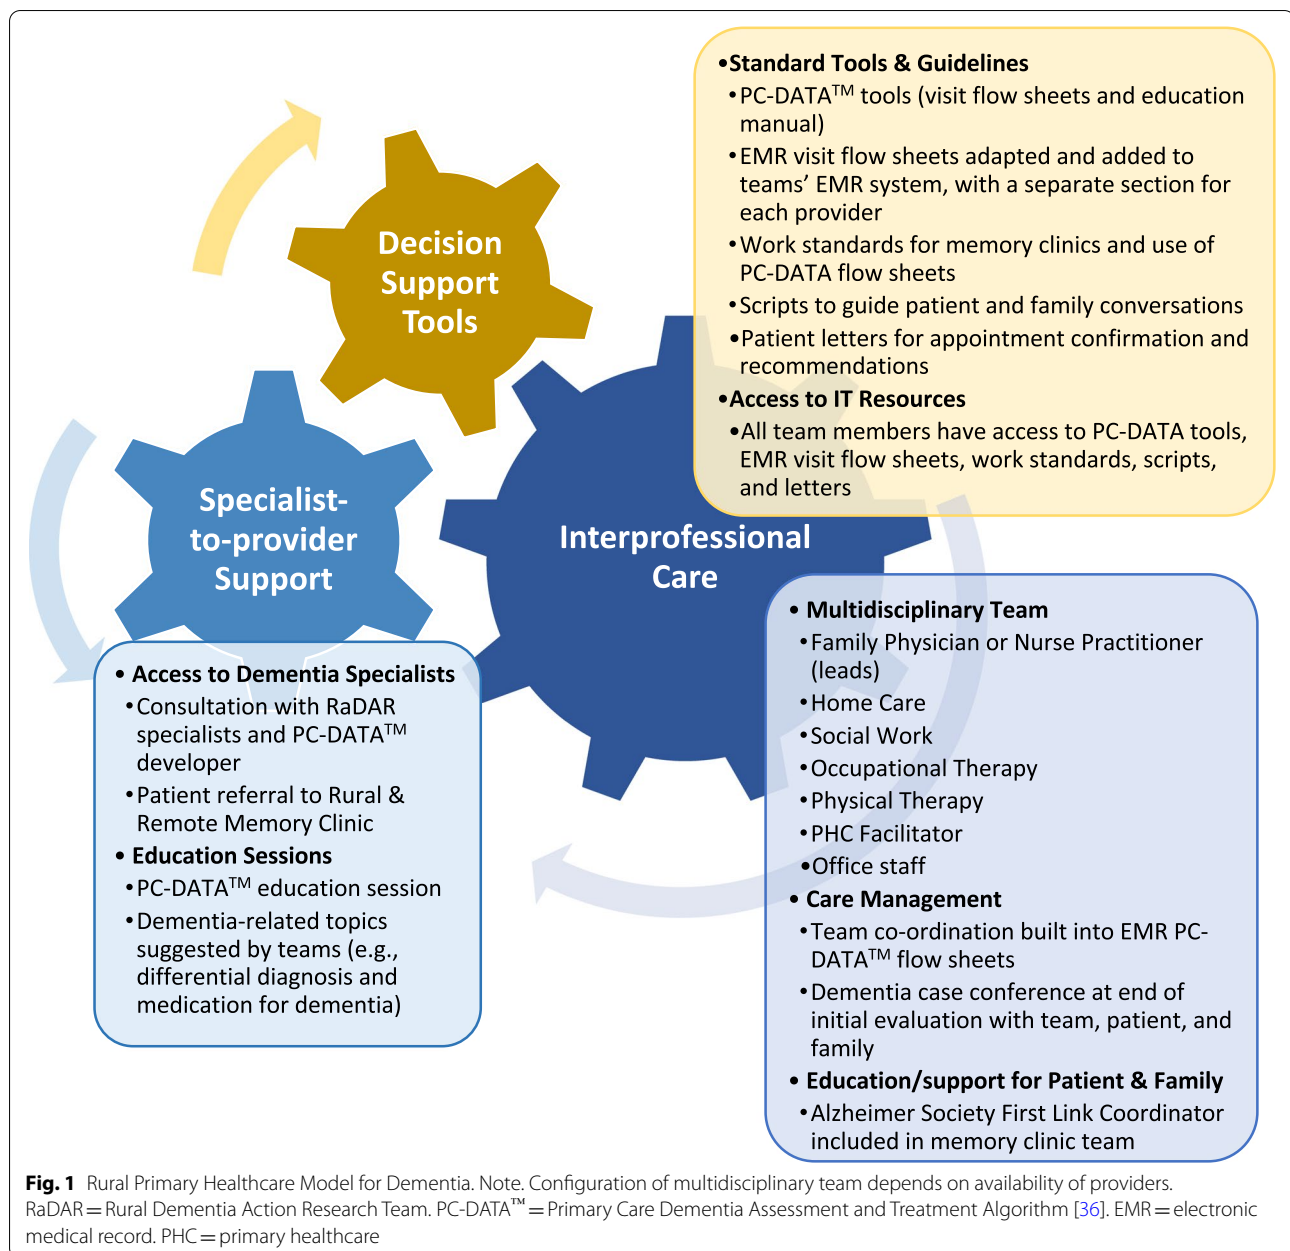 Decision
Support
Tools
Specialist-
to-provider
Support
Interprofessional
Care
•Standard Tools & Guidelines
•PC-DATA™ tools (visit flow sheets and education
manual)
•EMR visit flow sheets adapted and added to
teams’ EMR system, with a separate section for
each provider
•Work standards for memory clinics and use of
PC-DATA flow sheets
•Scripts to guide patient and family conversations
•Patient letters for appointment confirmation and
recommendations
•Access to IT Resources
•All team members have access to PC-DATA tools,
EMR visit flow sheets, work standards, scripts,
and letters
• Access to Dementia Specialists
•Consultation with RaDAR
specialists and PC-DATA™
developer
•Patient referral to Rural &
Remote Memory Clinic
• Education Sessions
•PC-DATA™ education session
•Dementia-related topics
suggested by teams (e.g.,
differential diagnosis and
medication for dementia)
• Multidisciplinary Team
•Family Physician or Nurse Practitioner
(leads)
•Home Care
•Social Work
•Occupational Therapy
•Physical Therapy
•PHC Facilitator
•Office staff
• Care Management
•Team co-ordination built into EMR PC-
DATA™ flow sheets
•Dementia case conference at end of
initial evaluation with team, patient, and
family
• Education/support for Patient & Family
•Alzheimer Society First Link Coordinator
included in memory clinic team
Fig. 1 Rural Primary Healthcare Model for Dementia. Note. Configuration of multidisciplinary team depends on availability of providers.
RaDAR = Rural Dementia Action Research Team. PC-DATA™ = Primary Care Dementia Assessment and Treatment Algorithm [36]. EMR = electronic
medical record. PHC = primary healthcare